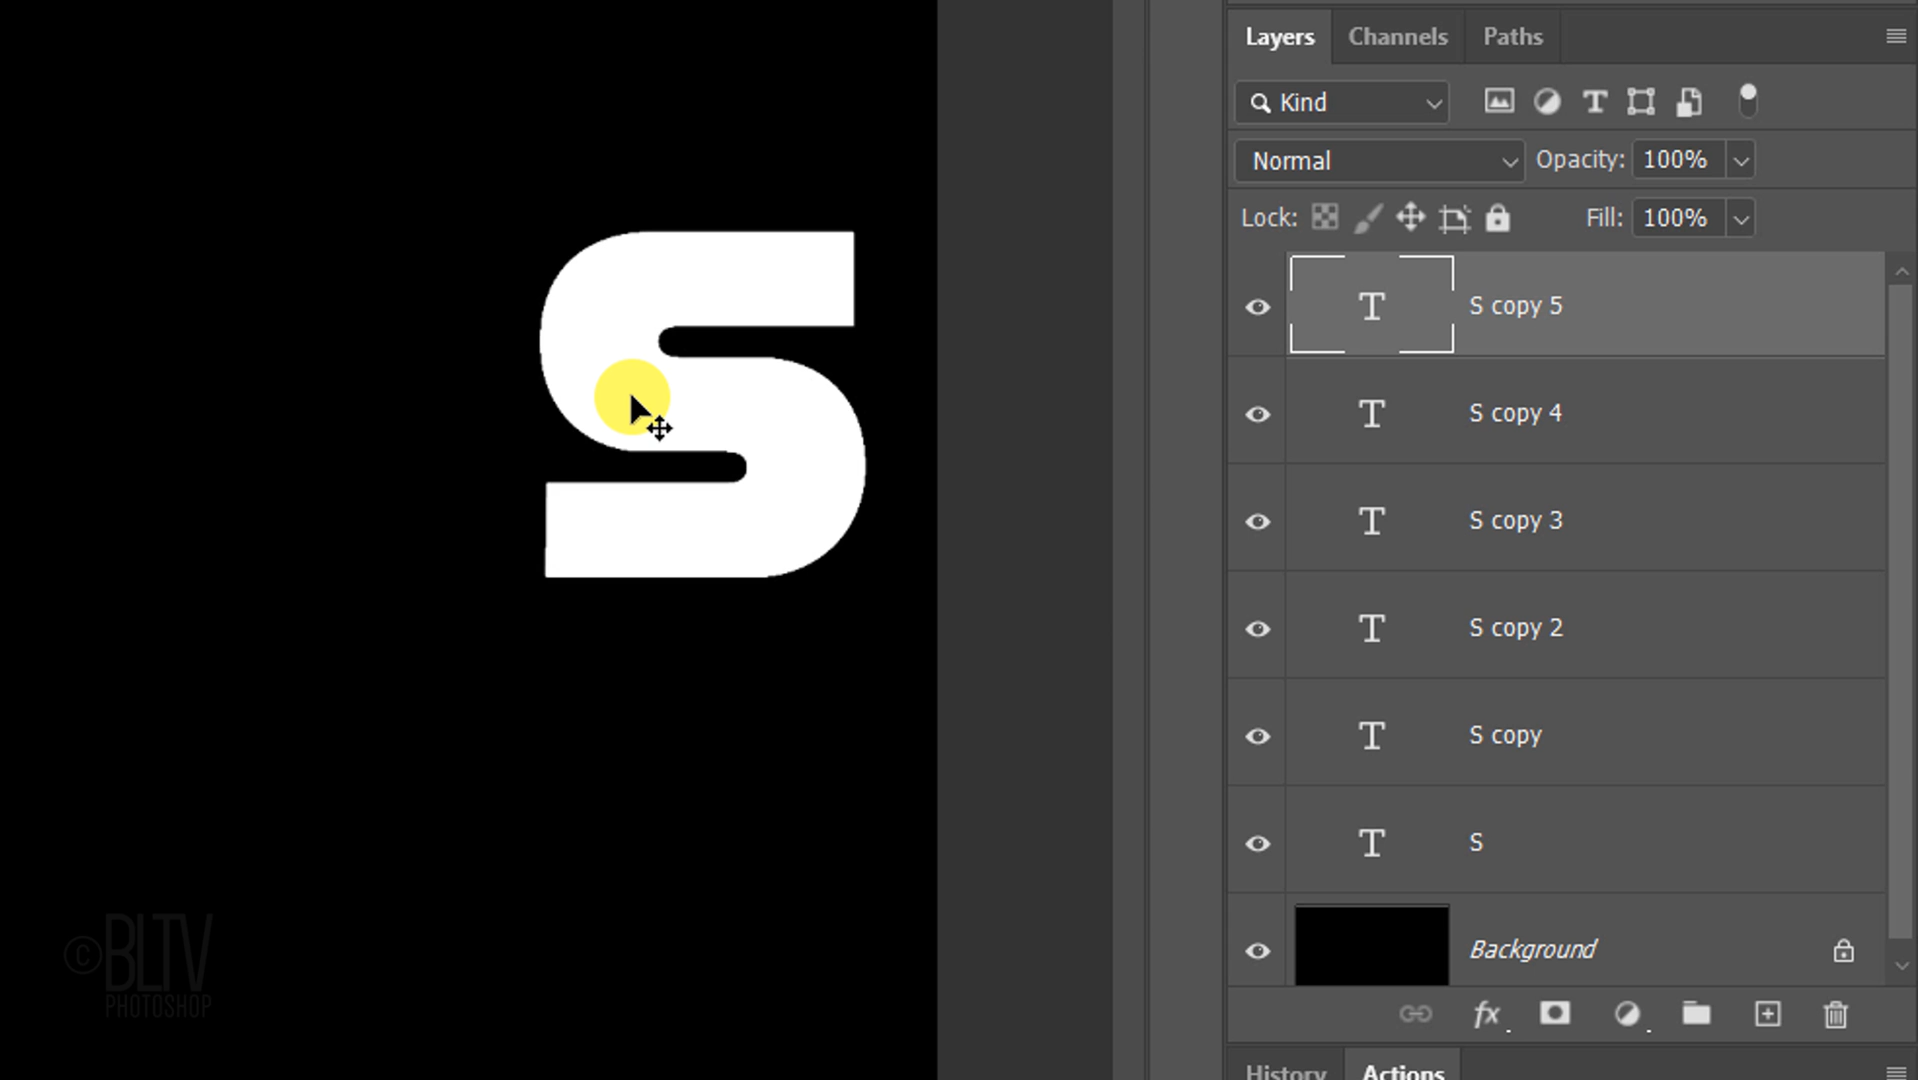 Layers Channels Paths
Kind
Normal Opacity: 100%
Lock: Fill: 100%
S
T S copy 5
T S copy 4
T S copy 3
T S copy 2
T S copy
T S
Background
fx
©BLTV
PHOTOSHOP
History Actions